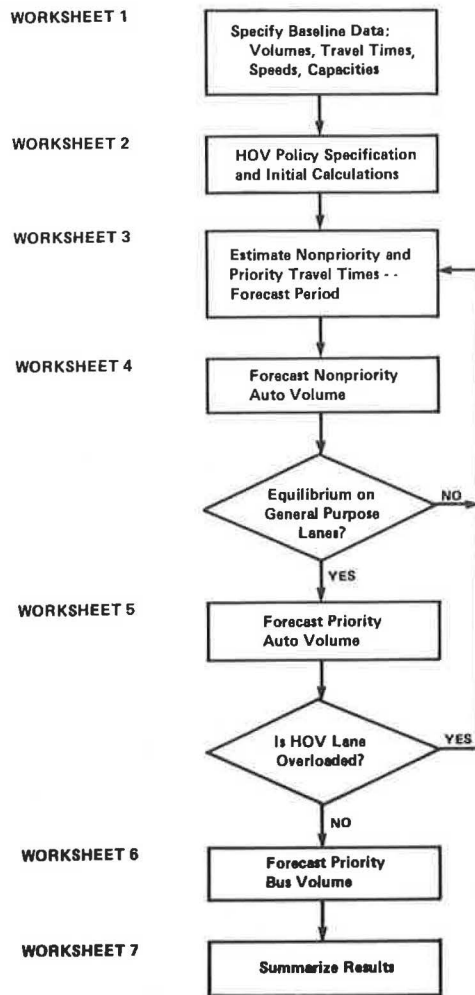 WORKSHEET 1
Specify Baseline Data:
Volumes, Travel Times,
Speeds, Capacities
WORKSHEET 2
HOV Policy Specification
and Initial Calculations
WORKSHEET 3
Estimate Nonpriority and
Priority Travel Times - -
Forecast Period
WORKSHEET 4
Forecast Nonpriority
Auto Volume
Equilibrium on
General Purpose
Lanes?
NO
YES
WORKSHEET 5
Forecast Priority
Auto Volume
Is HOV Lane
Overloaded?
YES
NO
WORKSHEET 6
Forecast Priority
Bus Volume
WORKSHEET 7
Summarize Results